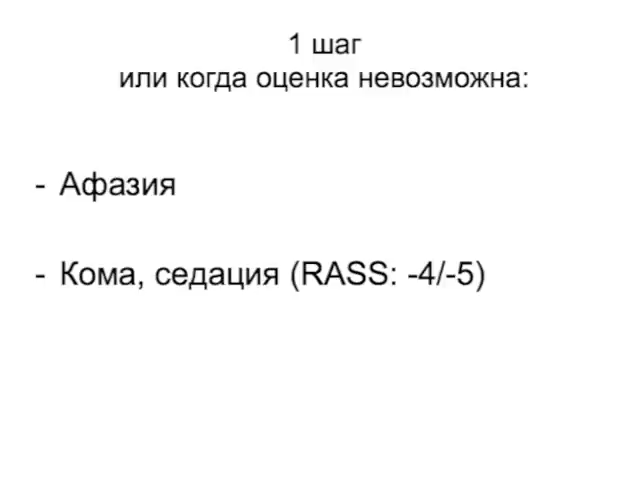 1 шаг
или когда оценка невозможна:
- Афазия
- Кома, седация (RASS: -4/-5)